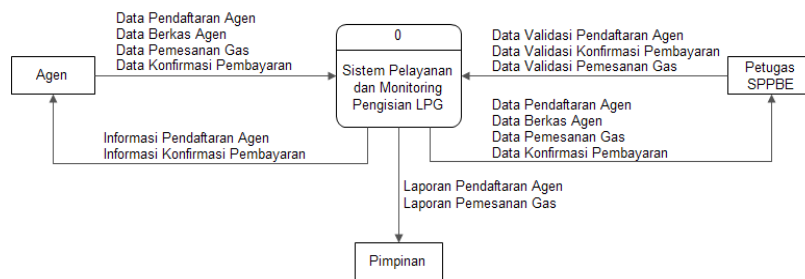 Data Pendaftaran Agen
Data Berkas Agen
Data Pemesanan Gas
Data Konfirmasi Pembayaran
Agen
Informasi Pendaftaran Agen
Informasi Konfirmasi Pembayaran
0
Sistem Pelayanan
dan Monitoring
Pengisian LPG
Data Validasi Pendaftaran Agen
Data Validasi Konfirmasi Pembayaran
Data Validasi Pemesanan Gas
Petugas
SPPBE
Data Pendaftaran Agen
Data Berkas Agen
Data Pemesanan Gas
Data Konfirmasi Pembayaran
Laporan Pendaftaran Agen
Laporan Pemesanan Gas
Pimpinan